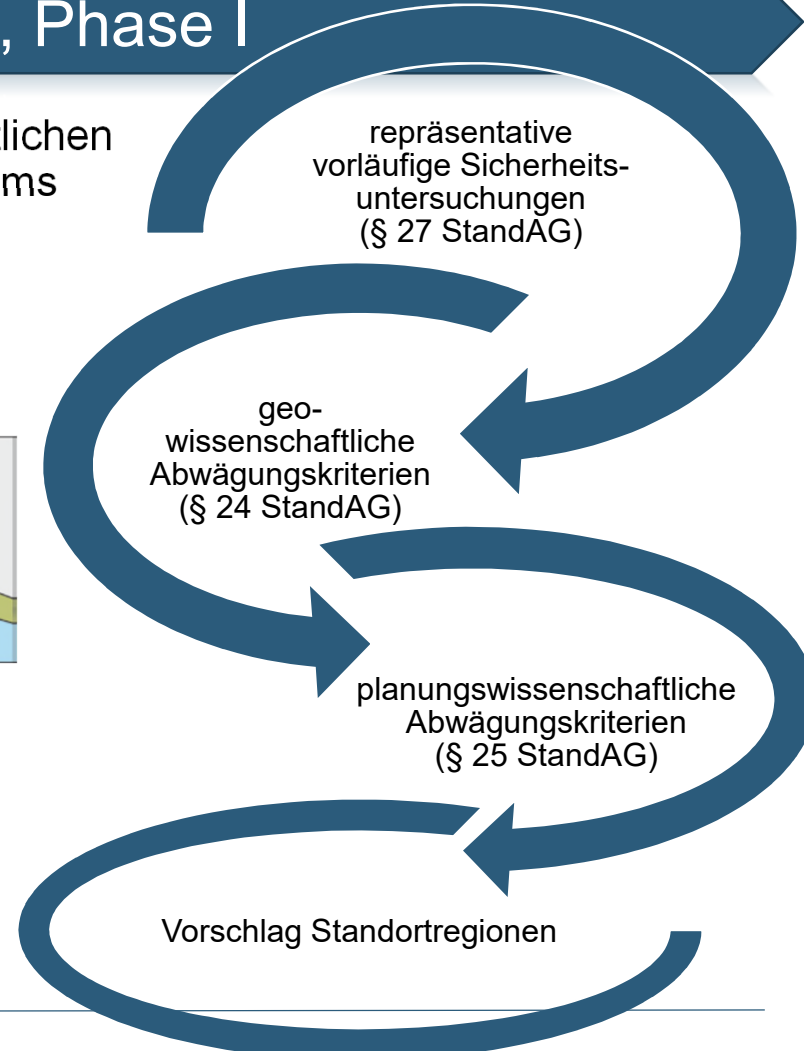 , Phase I
tlichen
ms
repräsentative
vorläufige Sicherheits-
untersuchungen
(§ 27 StandAG)
geo-
wissenschaftliche
Abwägungskriterien
(§ 24 StandAG)
planungswissenschaftliche
Abwägungskriterien
(§ 25 StandAG)
Vorschlag Standortregionen